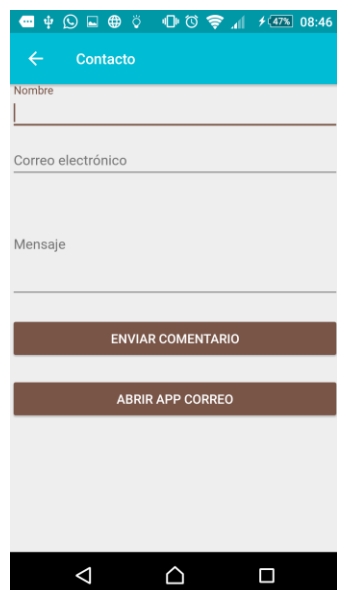 47% 08:46
Contacto
Nombre
Correo electrónico
Mensaje
ENVIAR COMENTARIO
ABRIR APP CORREO